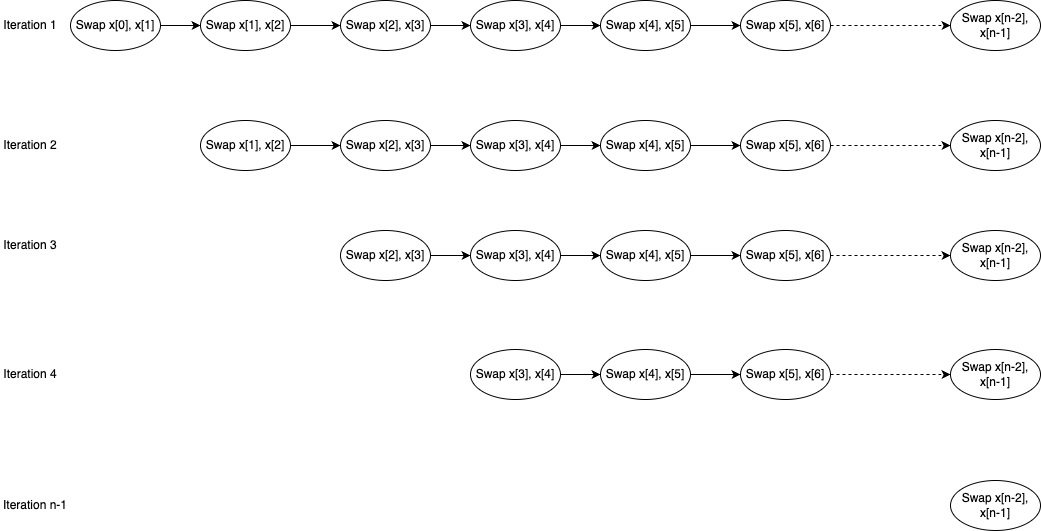 Iteration 1
Swap x[0], x[1]
Swap x[1], x[2]
Swap x[2], x[3]
Swap x[3], x[4]
Swap x[4], x[5]
Swap x[5], x[6]
Swap x[n-2],
x[n-1]
Iteration 2
Swap x[1], x[2]
Swap x[2], x[3]
Swap x[3], x[4]
Swap x[4], x[5]
Swap x[5], x[6]
Swap x[n-2],
x[n-1]
Iteration 3
Swap x[2], x[3]
Swap x[3], x[4]
Swap x[4], x[5]
Swap x[5], x[6]
Swap x[n-2],
x[n-1]
Iteration 4
Swap x[3], x[4]
Swap x[4], x[5]
Swap x[5], x[6]
Swap x[n-2],
x[n-1]
Iteration n-1
Swap x[n-2],
x[n-1]